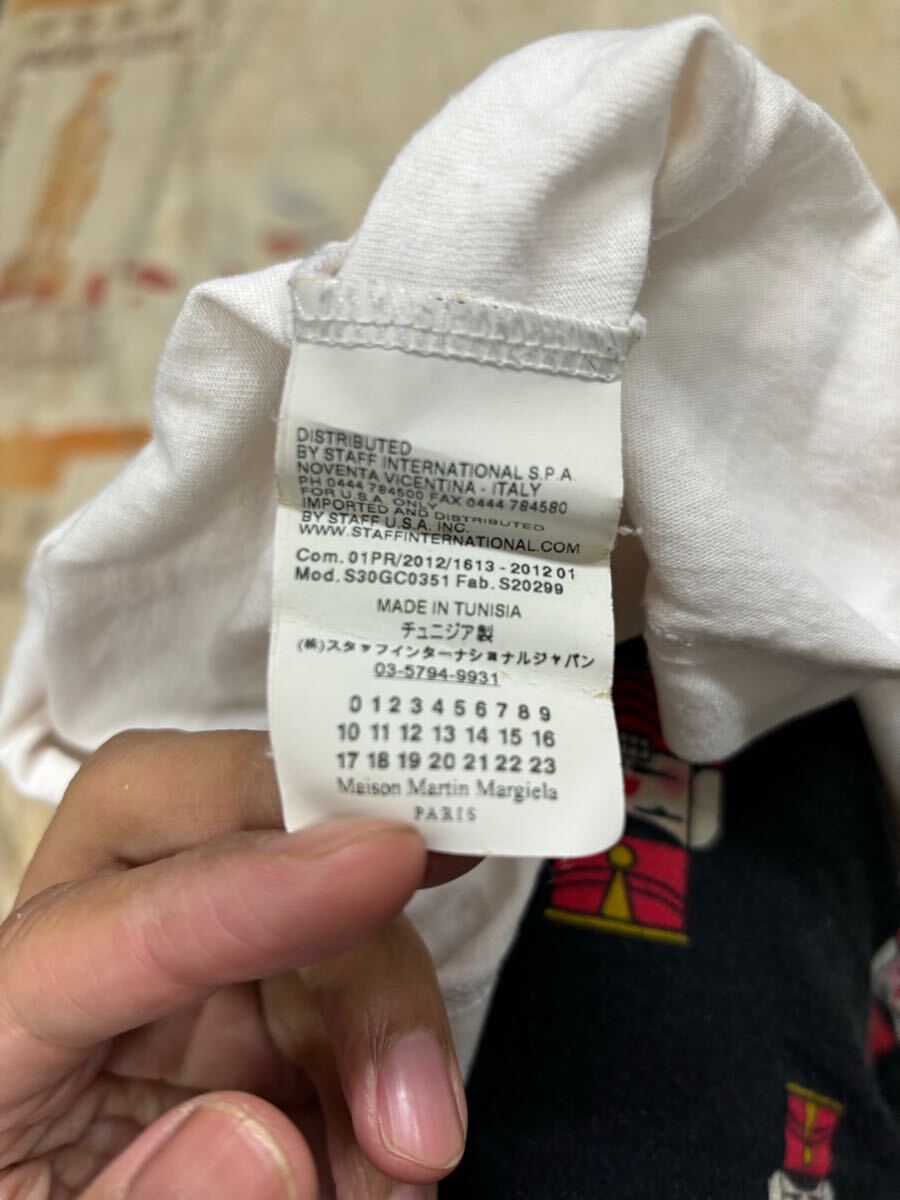 DISTRIBUTED
BY STAFF INTERNATIONAL S.P.A.
NOVENTA VICENTINA - ITALY
PH 0444 784500 FAX 0444 784580
FOR U.S.A. ONLY
IMPORTED AND DISTRIBUTED
BY STAFF U.S.A. INC.
WWW.STAFFINTERNATIONAL.COM
Com. 01PR/2012/1613 - 2012 01
Mod. S30GC0351 Fab. S20299
MADE IN TUNISIA
チュニジア製
(株)スタッフインターナショナルジャパン
03-5794-9931
0 1 2 3 4 5 6 7 8 9
10 11 12 13 14 15 16
17 18 19 20 21 22 23
Maison Martin Margiela
PARIS